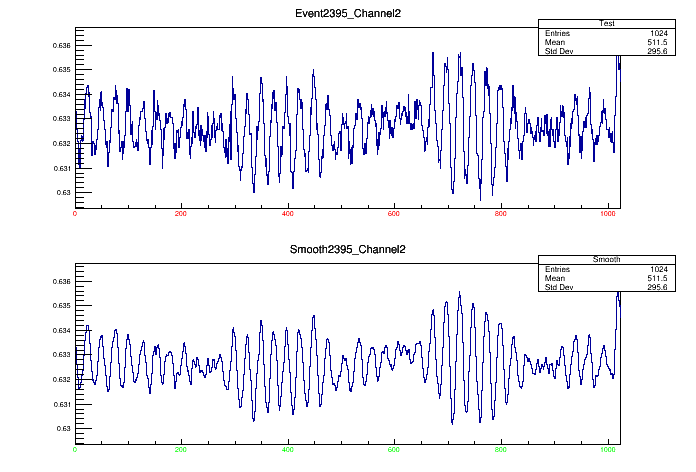 Event2395_Channel2
Test
Entries 1024
Mean 511.5
Std Dev 295.6
0.636
0.635
0.634
0.633
0.632
0.631
0.63
0 200 400 600 800 1000
Smooth2395_Channel2
Smooth
Entries 1024
Mean 511.5
Std Dev 295.6
0.636
0.635
0.634
0.633
0.632
0.631
0.63
0 200 400 600 800 1000